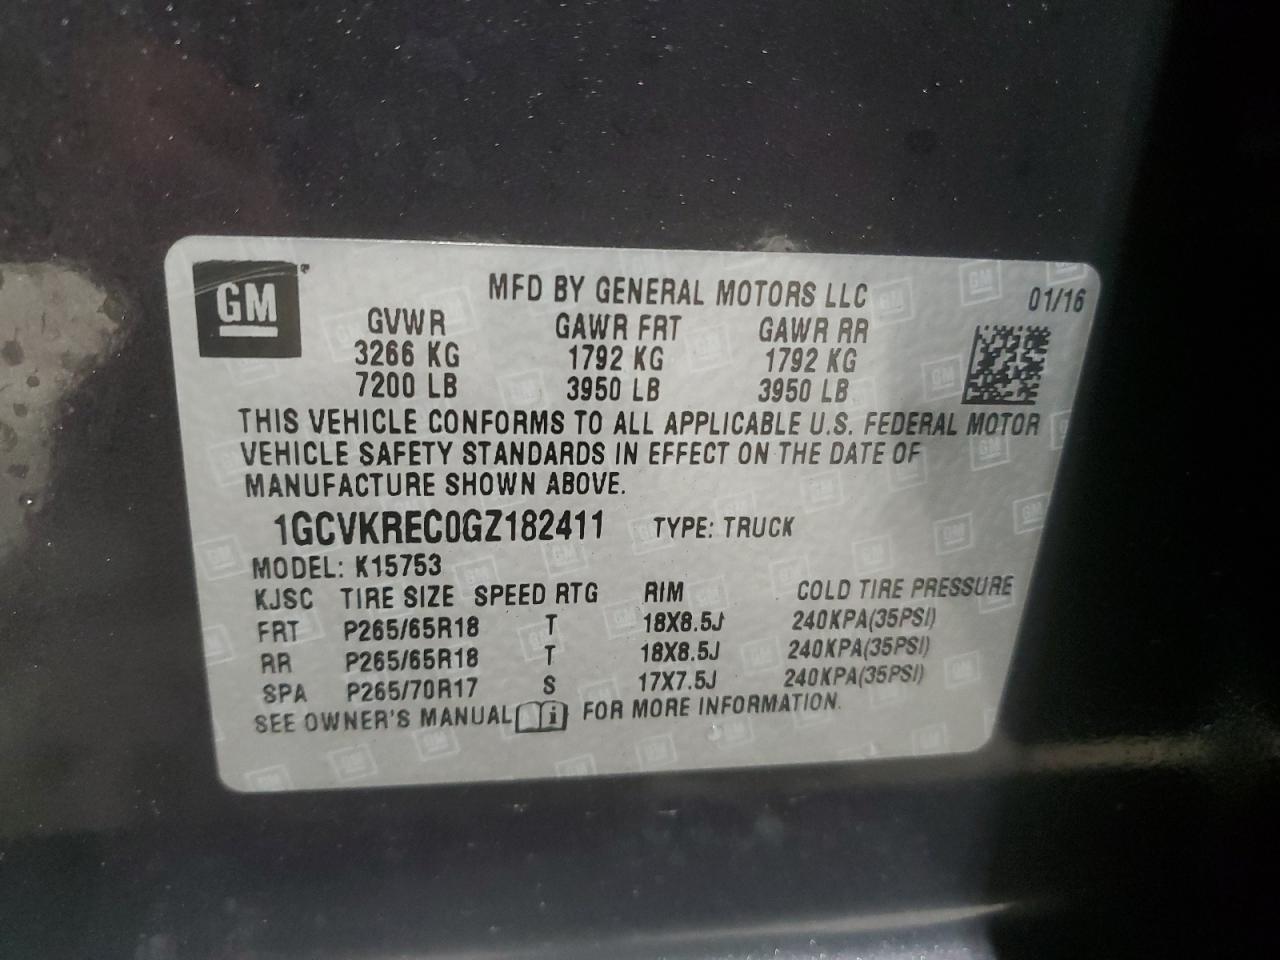 GM
MFD BY GENERAL MOTORS LLC
01/16
GVWR GAWR FRT GAWR RR
3266 KG 1792 KG 1792 KG
7200 LB 3950 LB 3950 LB
THIS VEHICLE CONFORMS TO ALL APPLICABLE U.S. FEDERAL MOTOR
VEHICLE SAFETY STANDARDS IN EFFECT ON THE DATE OF
MANUFACTURE SHOWN ABOVE.
1GCVKREC0GZ182411 TYPE: TRUCK
MODEL: K15753
KJSC TIRE SIZE SPEED RTG RIM COLD TIRE PRESSURE
FRT P265/65R18 T 18X8.5J 240KPA(35PSI)
RR P265/65R18 T 18X8.5J 240KPA(35PSI)
SPA P265/70R17 S 17X7.5J 240KPA(35PSI)
SEE OWNER'S MANUAL i FOR MORE INFORMATION.